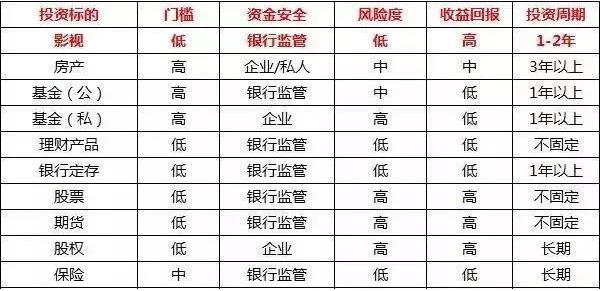 投资标的 门槛 资金安全 风险度 收益回报 投资周期
影视 低 银行监管 低 高 1-2年
房产 高 企业/私人 中 中 3年以上
基金（公） 高 银行监管 中 低 1年以上
基金（私） 高 企业 高 低 1年以上
理财产品 低 银行监管 低 低 不固定
银行定存 低 银行监管 低 低 1年以上
股票 低 银行监管 高 高 不固定
期货 低 银行监管 高 高 不固定
股权 低 企业 高 高 长期
保险 中 银行监管 低 低 长期